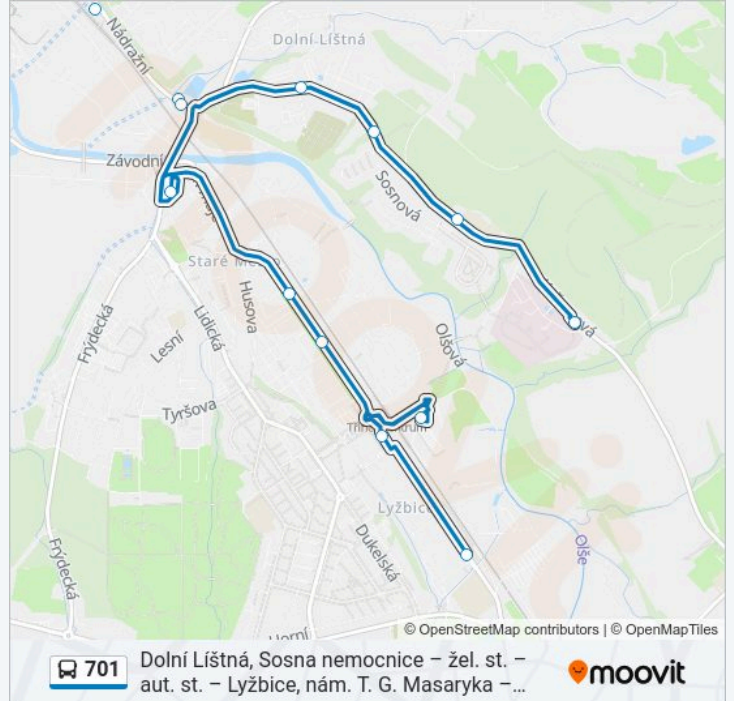 Nádražní
Dolní Líštná
Závodní
Sosnová
Staré Město
Husova
Lidická
Frýdecká
Lesní
Olšová
Tyršova
Lyžbice
Dukelská
Olše
Frýdecká
Horní
© OpenStreetMap contributors | © OpenMapTiles
701
Dolní Líštná, Sosna nemocnice – žel. st. –
aut. st. – Lyžbice, nám. T. G. Masaryka –...
moovit